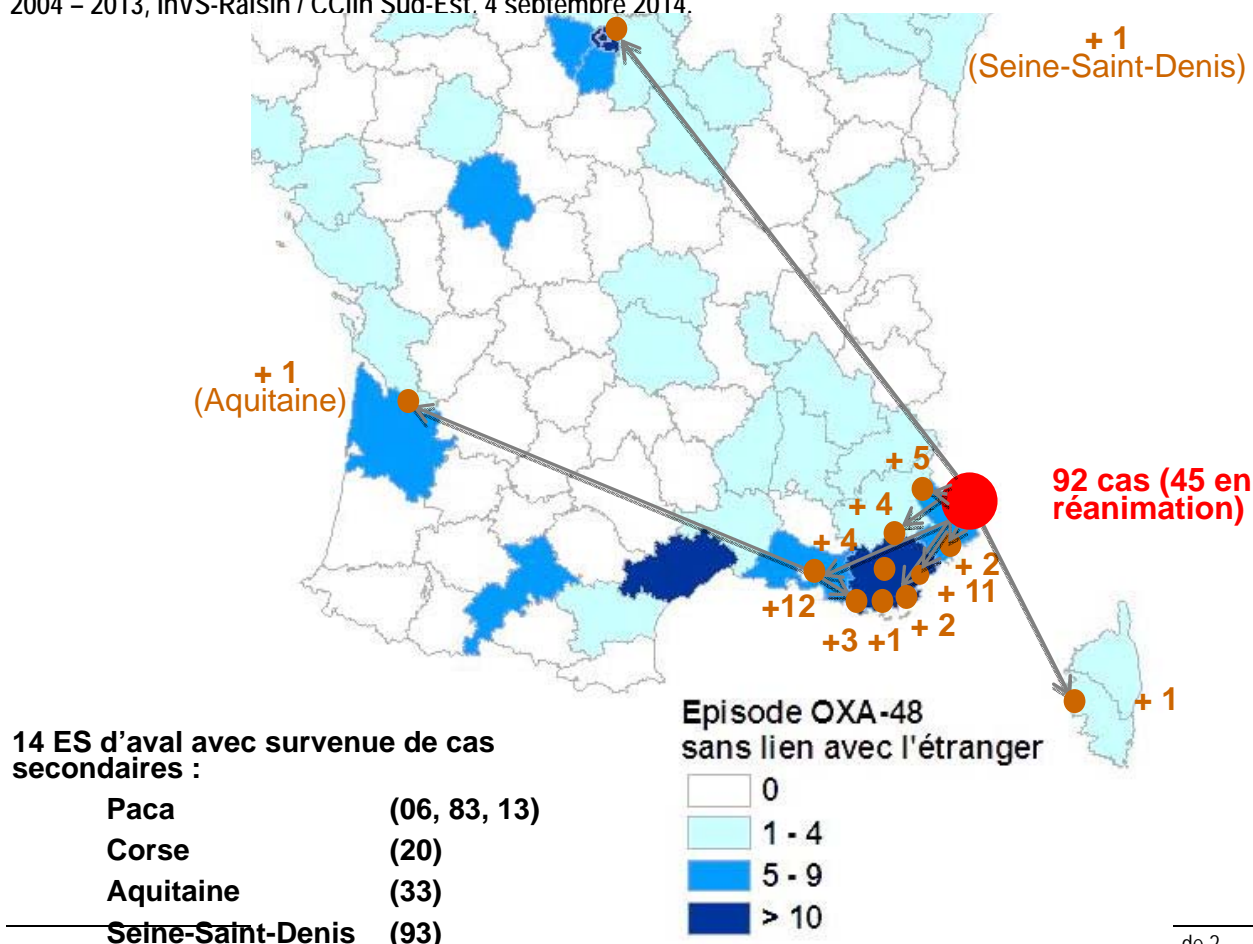 2004 – 2013, InVS-Raisin / CClin Sud-Est, 4 septembre 2014.
+ 1
(Seine-Saint-Denis)
+ 1
(Aquitaine)
+ 5
92 cas (45 en
réanimation)
+ 4
+ 4
+ 2
+ 11
+12
+ 2
+3 +1
+ 1
Episode OXA-48
sans lien avec l'étranger
0
1 - 4
5 - 9
> 10
14 ES d'aval avec survenue de cas
secondaires :
Paca (06, 83, 13)
Corse (20)
Aquitaine (33)
Seine-Saint-Denis (93)
de 2